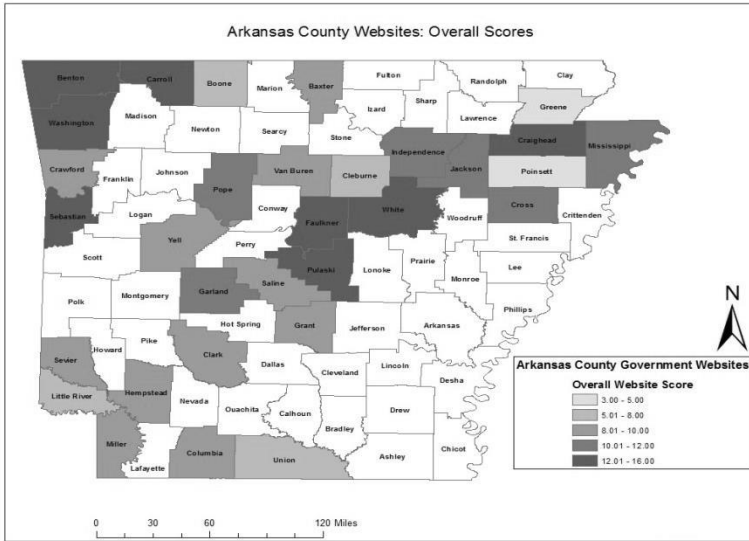 Arkansas County Websites: Overall Scores
Benton
Carroll
Boone
Marion
Baxter
Fulton
Randolph
Clay
Izard
Sharp
Lawrence
Greene
Washington
Madison
Newton
Searcy
Stone
Independence
Craighead
Mississippi
Crawford
Franklin
Johnson
Pope
Van Buren
Cleburne
Jackson
Poinsett
Sebastian
Logan
Conway
Faulkner
White
Woodruff
Cross
Crittenden
Yell
Perry
St. Francis
Scott
Pulaski
Lonoke
Prairie
Lee
Monroe
Saline
Garland
Polk
Montgomery
Phillips
Hot Spring
Grant
Jefferson
Arkansas
N
Pike
Howard
Sevier
Clark
Dallas
Cleveland
Lincoln
Desha
Little River
Hempstead
Nevada
Ouachita
Calhoun
Drew
Bradley
Miller
Lafayette
Columbia
Union
Ashley
Chicot
Arkansas County Government Websites
Overall Website Score
3.00 - 5.00
5.01 - 8.00
8.01 - 10.00
10.01 - 12.00
12.01 - 16.00
0 30 60 120 Miles